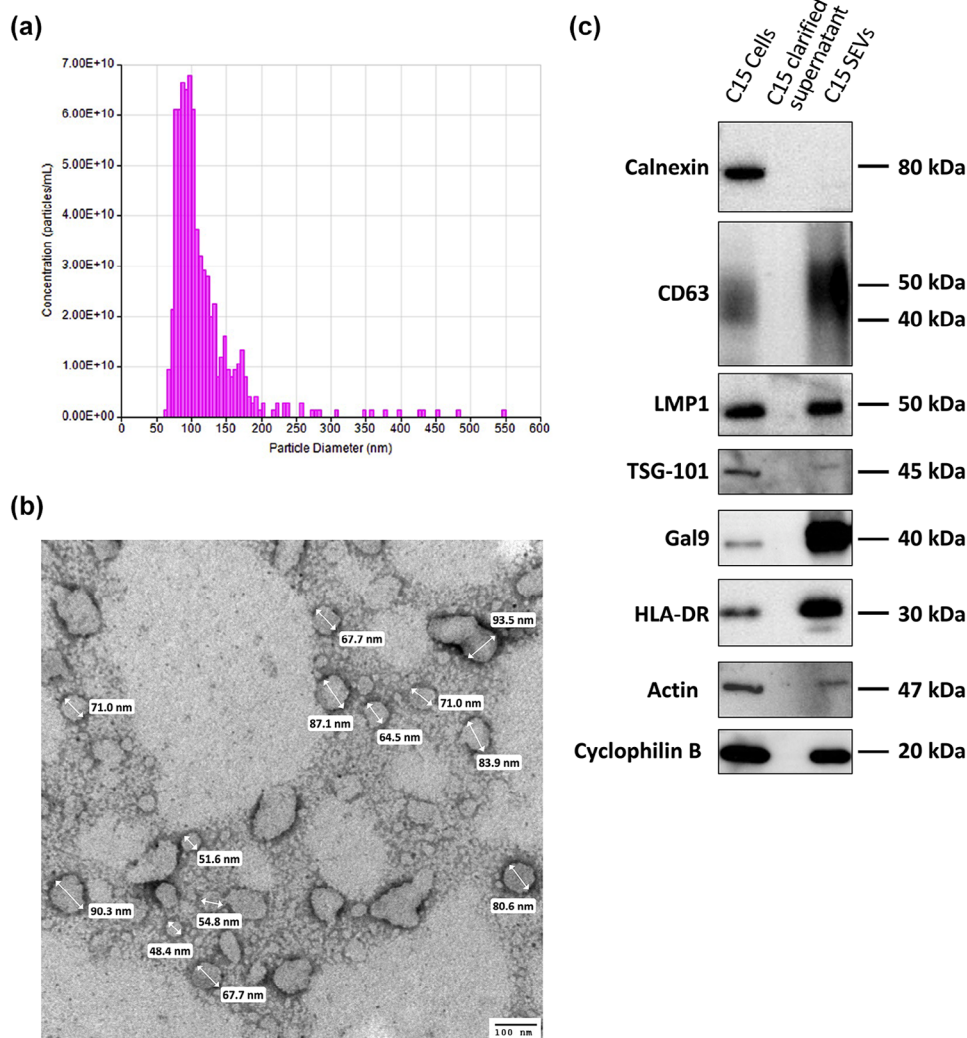 (a)
7.00E+10
6.00E+10
5.00E+10
4.00E+10
3.00E+10
2.00E+10
1.00E+10
0.00E+00
Concentration (particles/mL)
0 50 100 150 200 250 300 350 400 450 500 550 600
Particle Diameter (nm)
(b)
93.5 nm
67.7 nm
71.0 nm
71.0 nm
87.1 nm
64.5 nm
83.9 nm
51.6 nm
90.3 nm
54.8 nm
80.6 nm
48.4 nm
67.7 nm
100 nm
(c)
C15 Cells
C15 clarified
supernatant
C15 SEVs
Calnexin 80 kDa
CD63 50 kDa
40 kDa
LMP1 50 kDa
TSG-101 45 kDa
Gal9 40 kDa
HLA-DR 30 kDa
Actin 47 kDa
Cyclophilin B 20 kDa